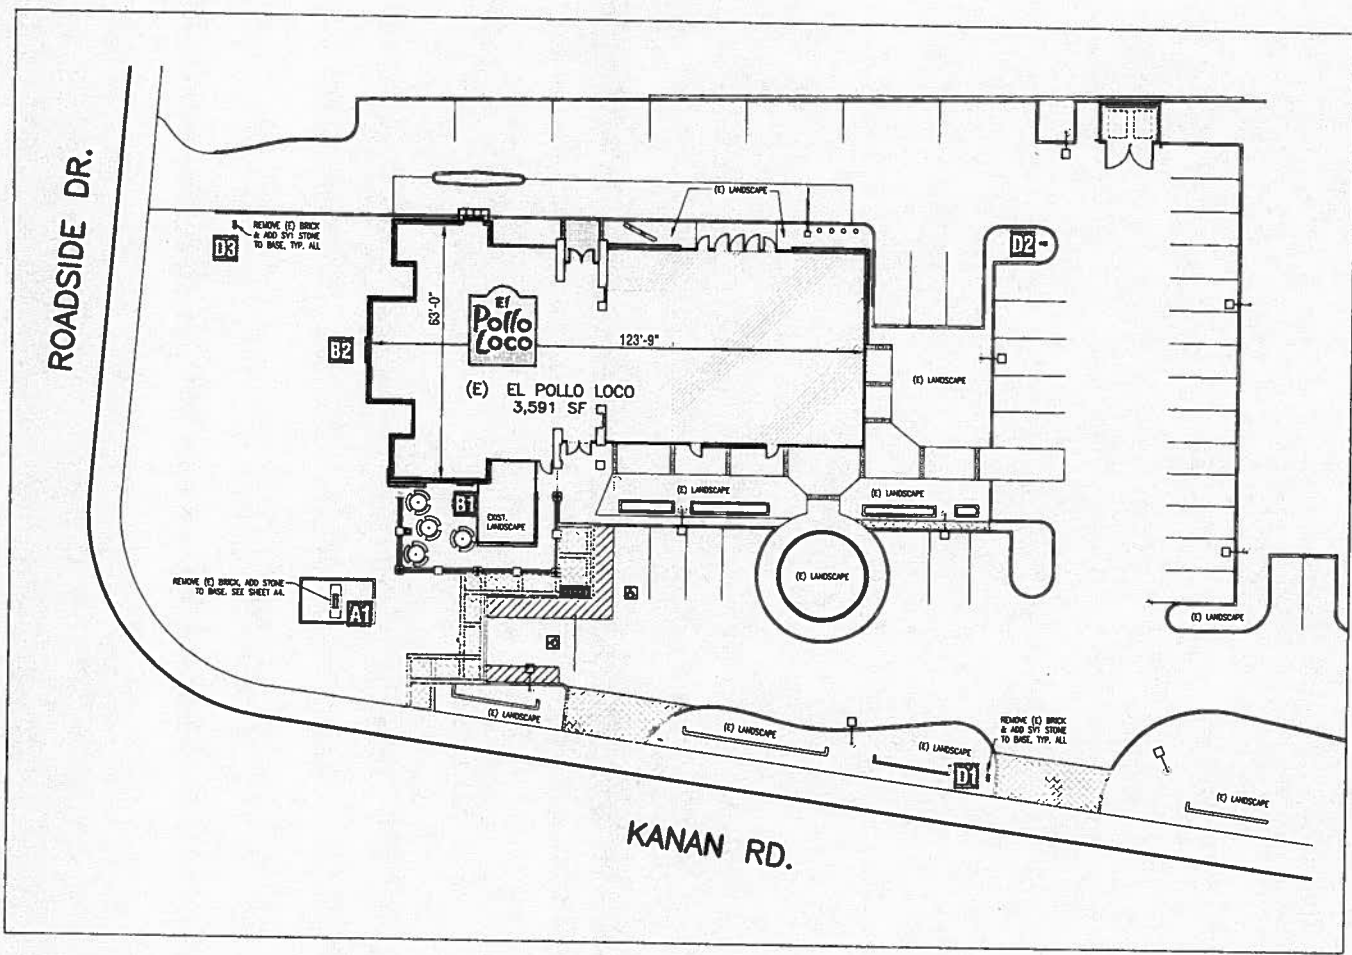 ROADSIDE DR.
(E) LANDSCAPE
REMOVE (E) BRICK
& ADD SY1 STONE
TO BASE, TYP. ALL
D3
D2
63'-0"
El
Pollo
Loco
123'-9"
B2
(E) LANDSCAPE
(E) EL POLLO LOCO
3,591 SF
(E) LANDSCAPE
(E) LANDSCAPE
B1
EXIST.
LANDSCAPE
REMOVE (E) BRICK, ADD STONE
TO BASE. SEE SHEET A4.
A1
(E) LANDSCAPE
(E) LANDSCAPE
(E) LANDSCAPE
(E) LANDSCAPE
(E) LANDSCAPE
REMOVE (E) BRICK
& ADD SY1 STONE
TO BASE, TYP. ALL
D1
(E) LANDSCAPE
KANAN RD.